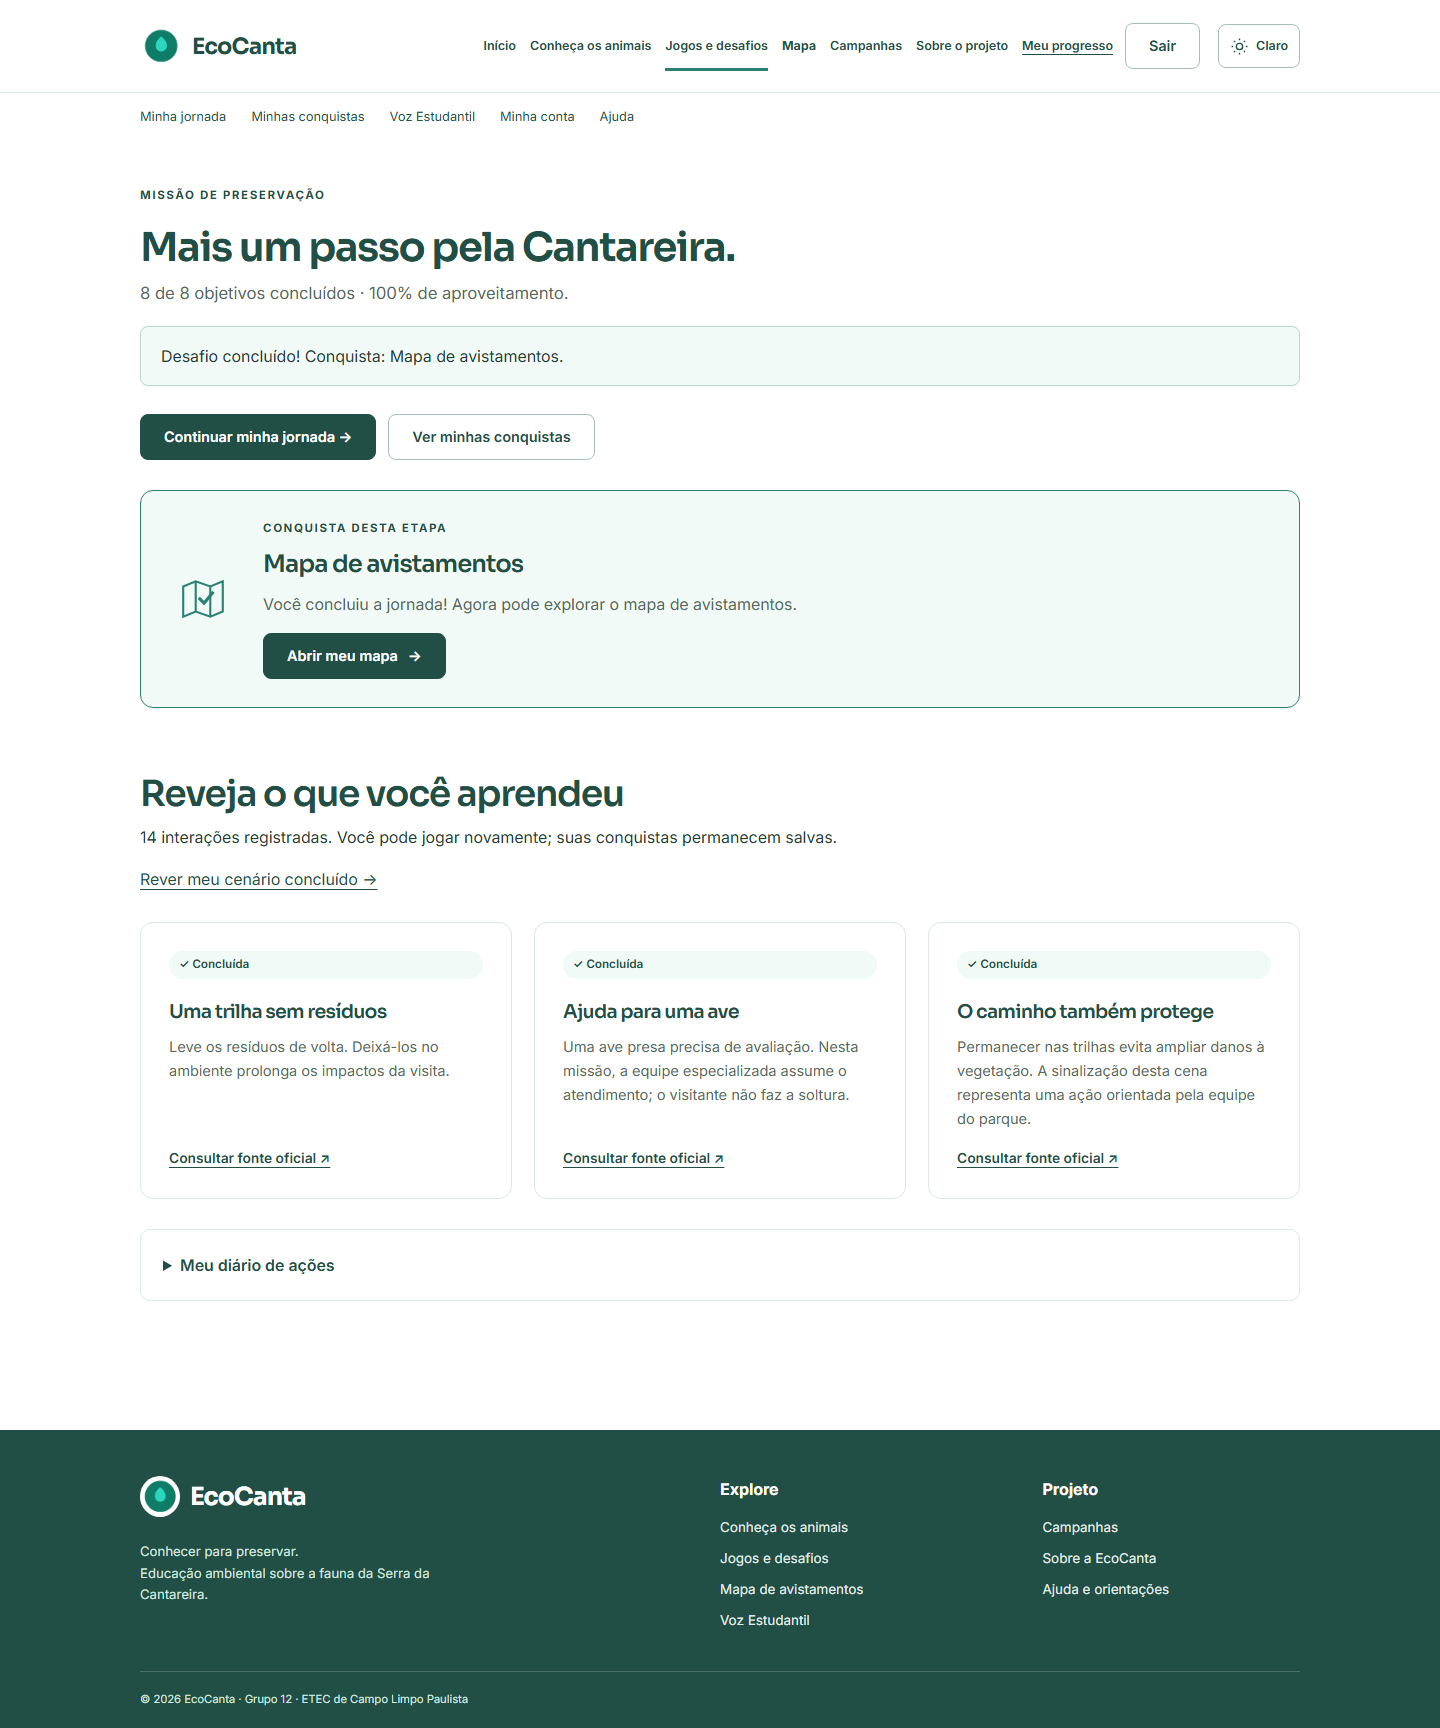 EcoCanta
Início Conheça os animais Jogos e desafios Mapa Campanhas Sobre o projeto Meu progresso Sair Claro
Minha jornada Minhas conquistas Voz Estudantil Minha conta Ajuda
MISSÃO DE PRESERVAÇÃO
Mais um passo pela Cantareira.
8 de 8 objetivos concluídos · 100% de aproveitamento.
Desafio concluído! Conquista: Mapa de avistamentos.
Continuar minha jornada → Ver minhas conquistas
CONQUISTA DESTA ETAPA
Mapa de avistamentos
Você concluiu a jornada! Agora pode explorar o mapa de avistamentos.
Abrir meu mapa →
Reveja o que você aprendeu
14 interações registradas. Você pode jogar novamente; suas conquistas permanecem salvas.
Rever meu cenário concluído →
✓ Concluída
Uma trilha sem resíduos
Leve os resíduos de volta. Deixá-los no
ambiente prolonga os impactos da visita.
Consultar fonte oficial ↗
✓ Concluída
Ajuda para uma ave
Uma ave presa precisa de avaliação. Nesta
missão, a equipe especializada assume o
atendimento; o visitante não faz a soltura.
Consultar fonte oficial ↗
✓ Concluída
O caminho também protege
Permanecer nas trilhas evita ampliar danos à
vegetação. A sinalização desta cena
representa uma ação orientada pela equipe
do parque.
Consultar fonte oficial ↗
▶ Meu diário de ações
EcoCanta
Conhecer para preservar.
Educação ambiental sobre a fauna da Serra da
Cantareira.
Explore
Conheça os animais
Jogos e desafios
Mapa de avistamentos
Voz Estudantil
Projeto
Campanhas
Sobre a EcoCanta
Ajuda e orientações
© 2026 EcoCanta · Grupo 12 · ETEC de Campo Limpo Paulista